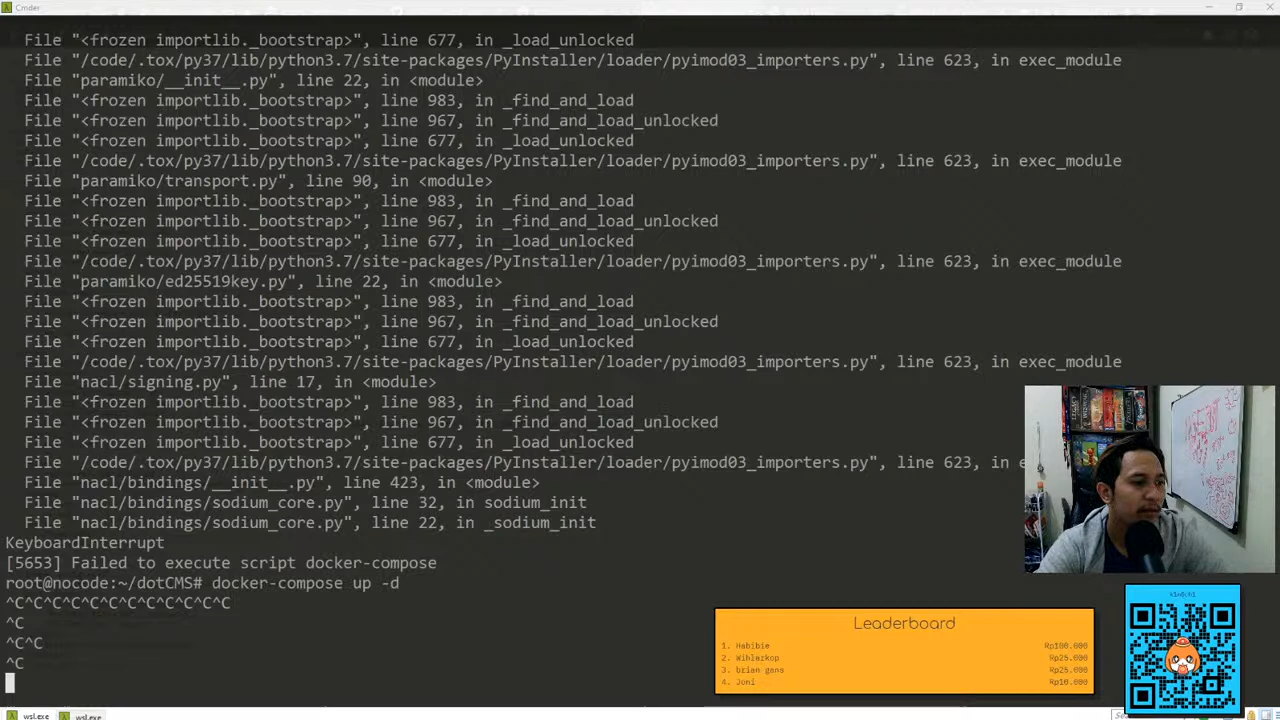 Cmder
File "<frozen importlib._bootstrap>", line 677, in _load_unlocked
File "/code/.tox/py37/lib/python3.7/site-packages/PyInstaller/loader/pyimod03_importers.py", line 623, in exec_module
File "paramiko/__init__.py", line 22, in <module>
File "<frozen importlib._bootstrap>", line 983, in _find_and_load
File "<frozen importlib._bootstrap>", line 967, in _find_and_load_unlocked
File "<frozen importlib._bootstrap>", line 677, in _load_unlocked
File "/code/.tox/py37/lib/python3.7/site-packages/PyInstaller/loader/pyimod03_importers.py", line 623, in exec_module
File "paramiko/transport.py", line 90, in <module>
File "<frozen importlib._bootstrap>", line 983, in _find_and_load
File "<frozen importlib._bootstrap>", line 967, in _find_and_load_unlocked
File "<frozen importlib._bootstrap>", line 677, in _load_unlocked
File "/code/.tox/py37/lib/python3.7/site-packages/PyInstaller/loader/pyimod03_importers.py", line 623, in exec_module
File "paramiko/ed25519key.py", line 22, in <module>
File "<frozen importlib._bootstrap>", line 983, in _find_and_load
File "<frozen importlib._bootstrap>", line 967, in _find_and_load_unlocked
File "<frozen importlib._bootstrap>", line 677, in _load_unlocked
File "/code/.tox/py37/lib/python3.7/site-packages/PyInstaller/loader/pyimod03_importers.py", line 623, in exec_module
File "nacl/signing.py", line 17, in <module>
File "<frozen importlib._bootstrap>", line 983, in _find_and_load
File "<frozen importlib._bootstrap>", line 967, in _find_and_load_unlocked
File "<frozen importlib._bootstrap>", line 677, in _load_unlocked
File "/code/.tox/py37/lib/python3.7/site-packages/PyInstaller/loader/pyimod03_importers.py", line 623, in e
File "nacl/bindings/__init__.py", line 423, in <module>
File "nacl/bindings/sodium_core.py", line 32, in sodium_init
File "nacl/bindings/sodium_core.py", line 22, in _sodium_init
KeyboardInterrupt
[5653] Failed to execute script docker-compose
root@nocode:~/dotCMS# docker-compose up -d
^C^C^C^C^C^C^C^C^C^C^C^C
^C
^C^C
^C
Leaderboard
1. Habibie Rp100.000
2. Wihlarkop Rp25.000
3. brian gans Rp25.000
4. Joni Rp10.000
wsl.exe wsl.exe